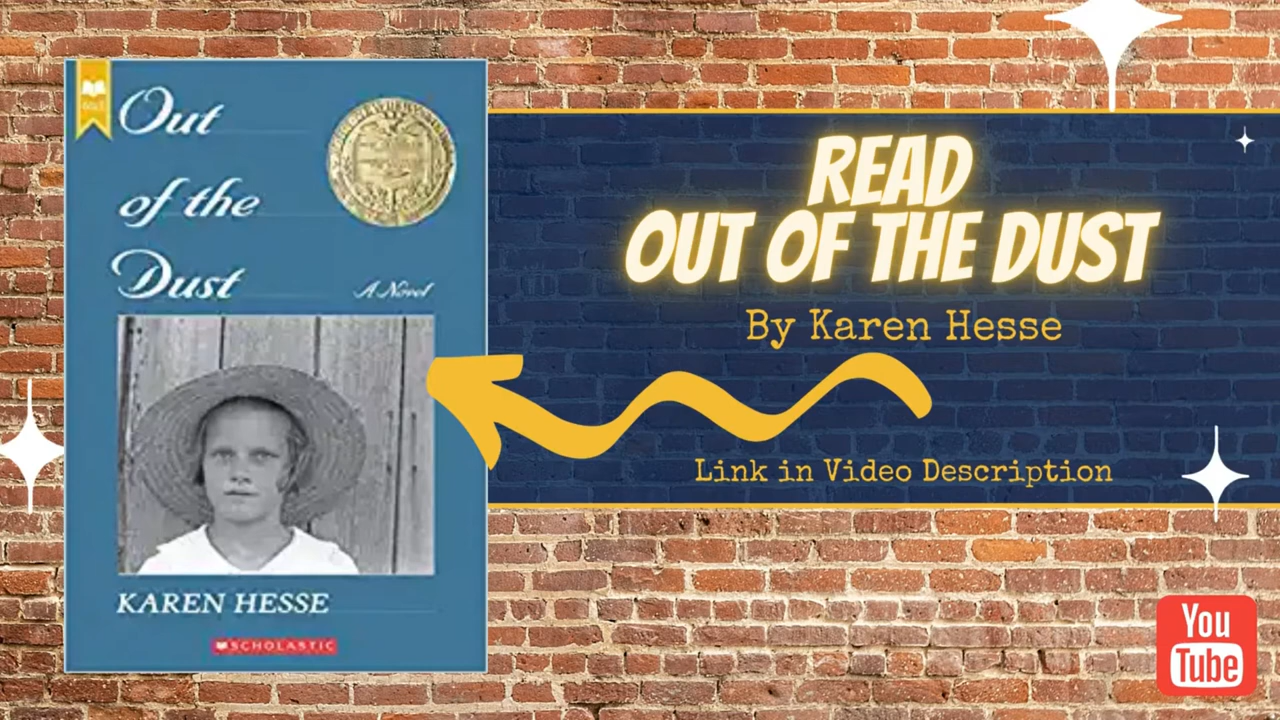 Out
of the
Dust
A Novel
KAREN HESSE
SCHOLASTIC
READ
OUT OF THE DUST
By Karen Hesse
Link in Video Description
You
Tube